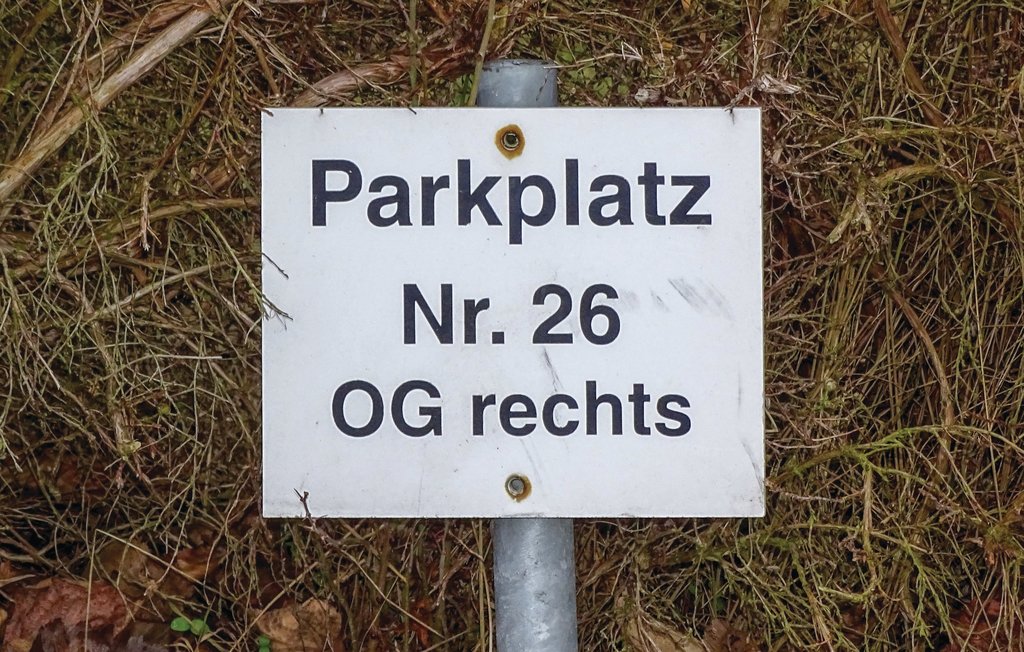 Parkplatz
Nr. 26
OG rechts